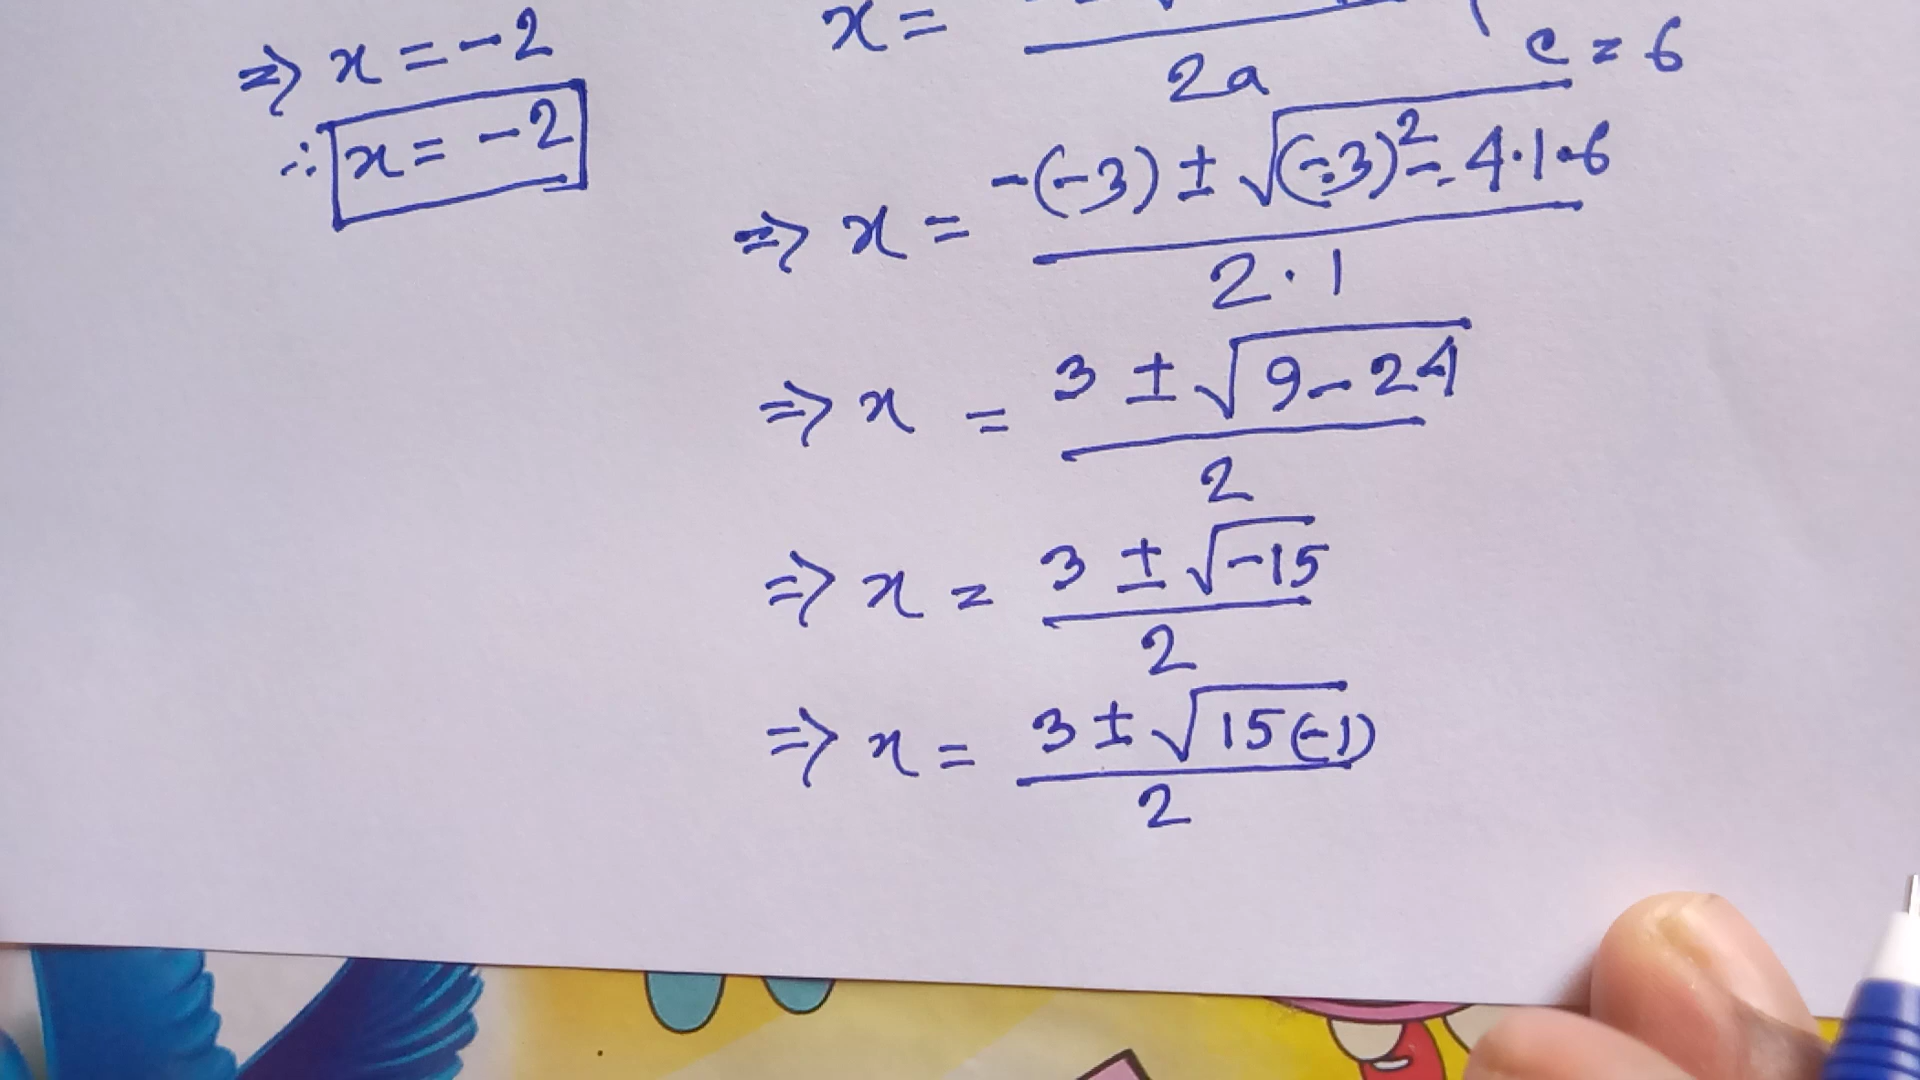 ⇒ x = -2
∴ x = -2
x =
2a
c = 6
⇒ x = -(-3) ± √(-3)² - 4·1·6
2·1
⇒ x = 3 ± √9-24
2
⇒ x = 3 ± √-15
2
⇒ x = 3 ± √15(-1)
2